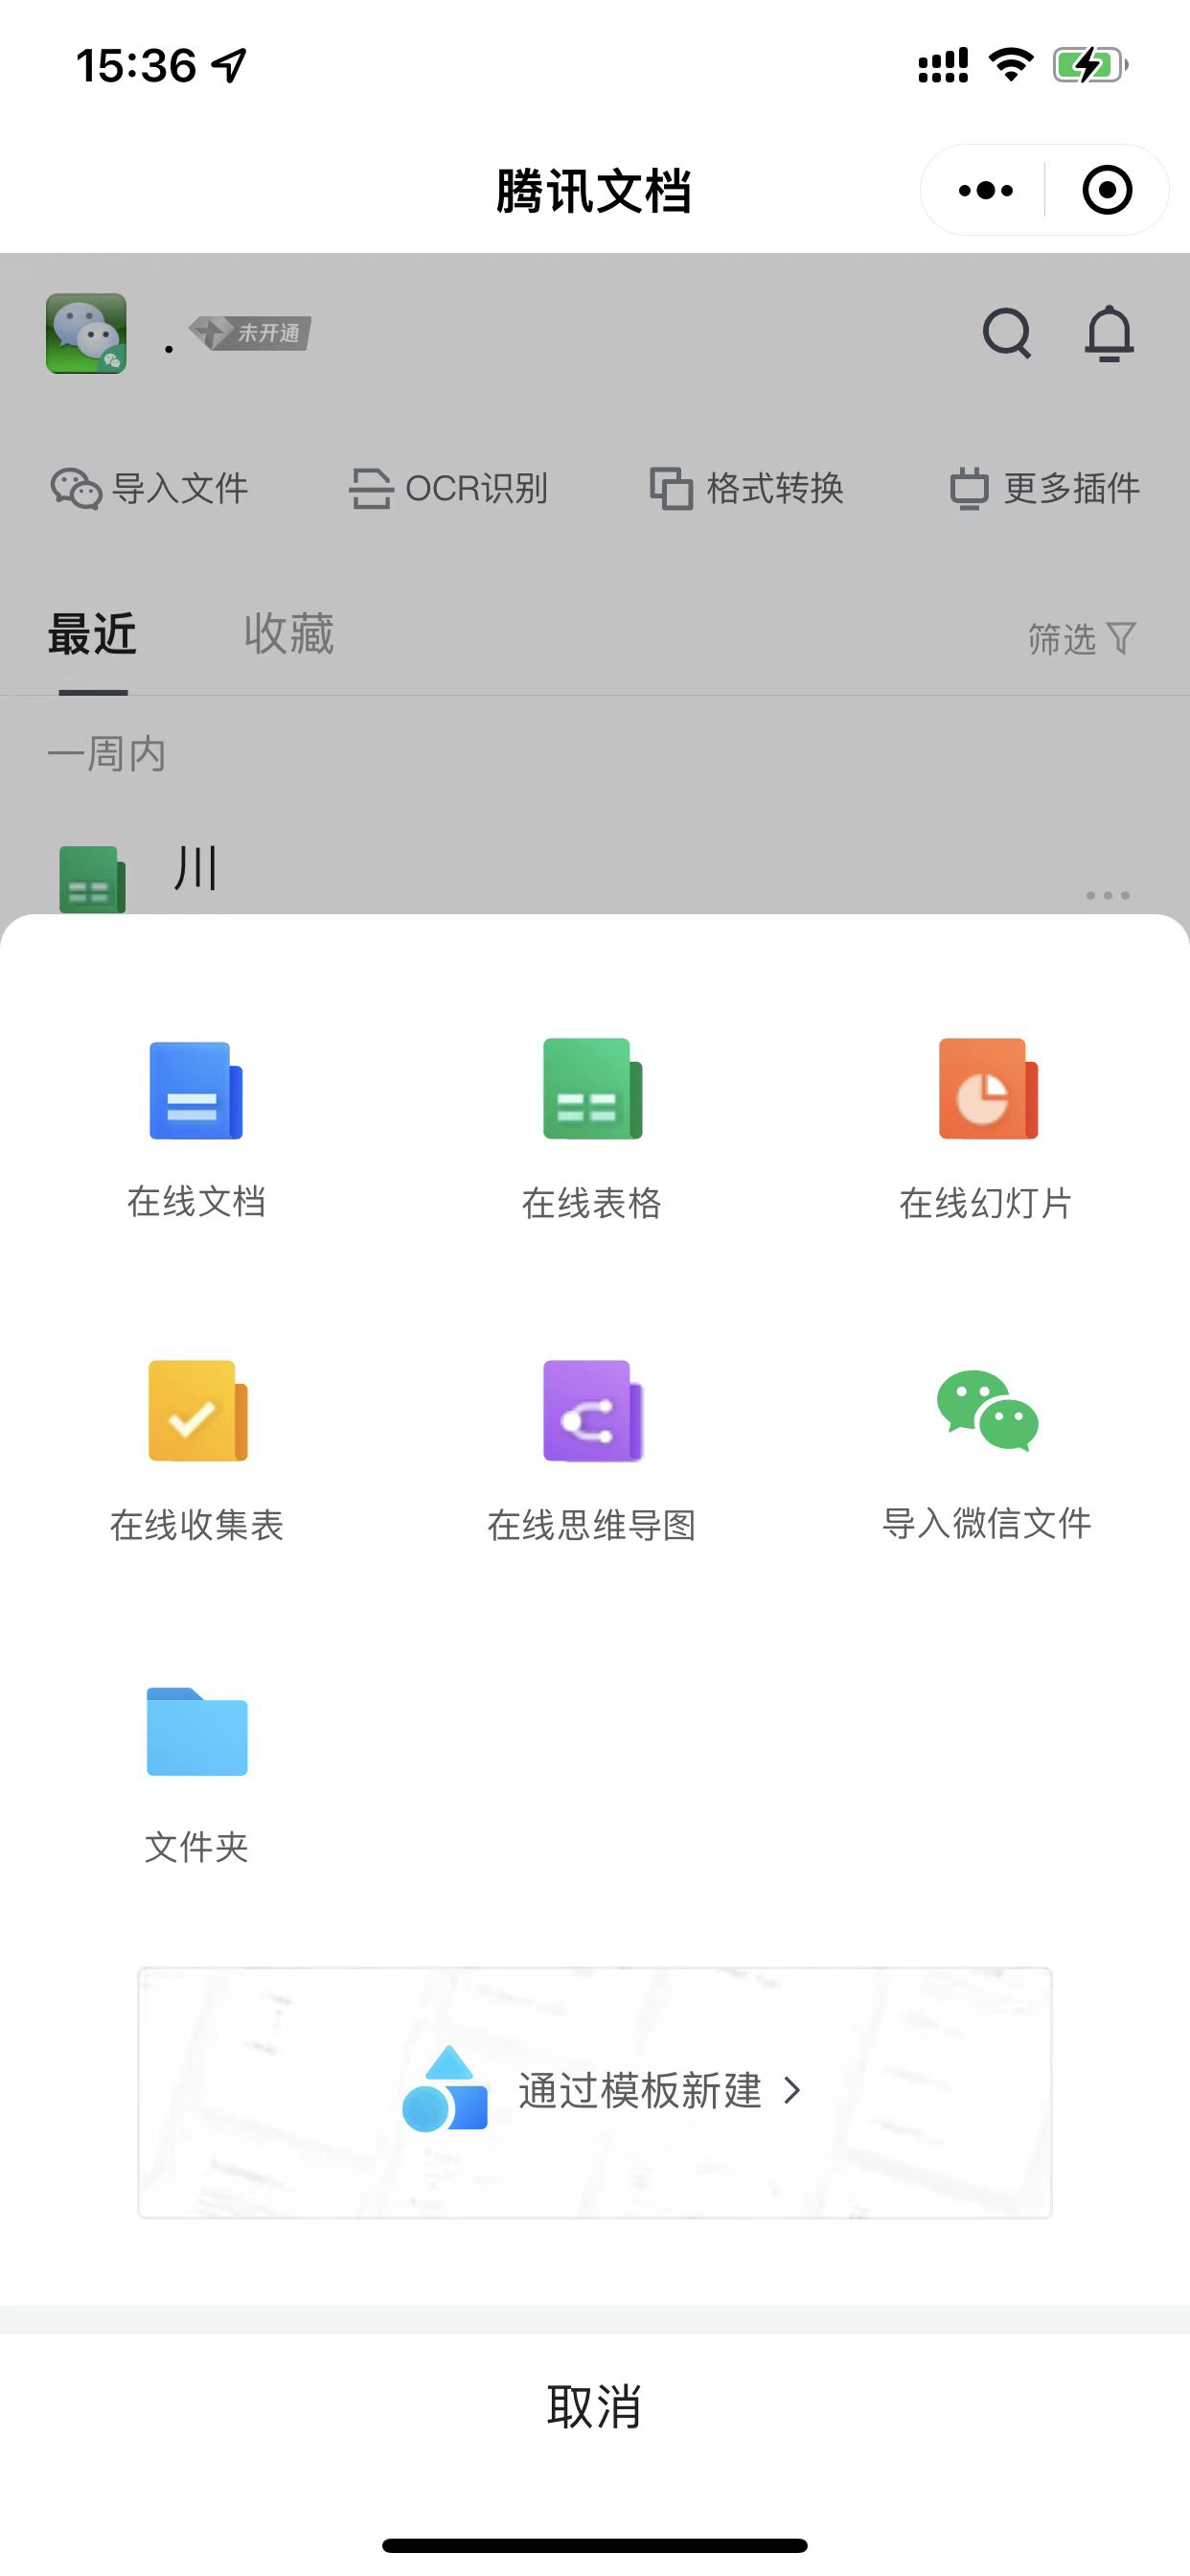 15:36
腾讯文档
. 未开通
导入文件 OCR识别 格式转换 更多插件
最近 收藏 筛选
一周内
川
在线文档 在线表格 在线幻灯片
在线收集表 在线思维导图 导入微信文件
文件夹
通过模板新建
取消